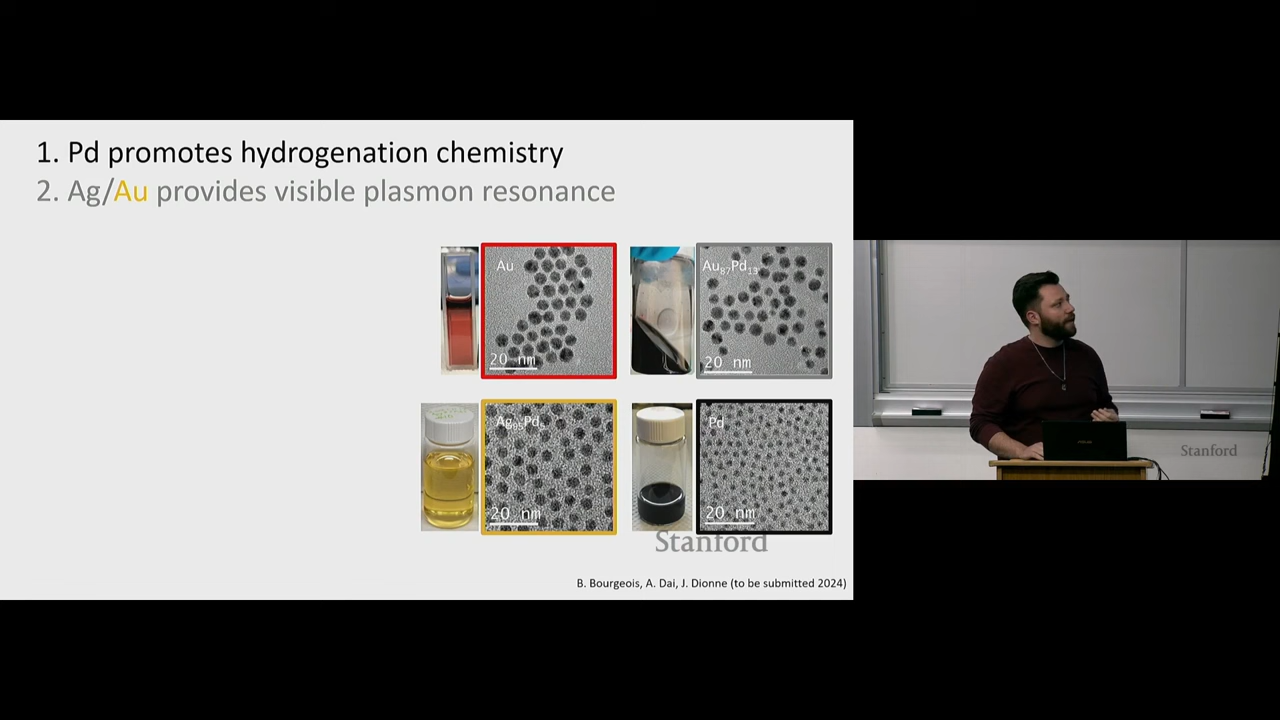 1. Pd promotes hydrogenation chemistry
2. Ag/Au provides visible plasmon resonance
Au
20 nm
Au87Pd13
20 nm
20 nm
Pd
20 nm
Stanford
B. Bourgeois, A. Dai, J. Dionne (to be submitted 2024)
Stanford